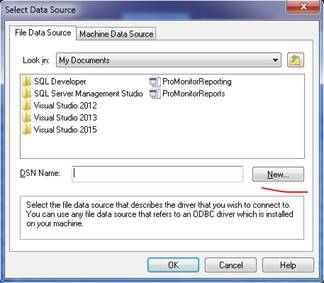 Select Data Source
File Data Source Machine Data Source
Look in: My Documents
SQL Developer ProMonitorReporting
SQL Server Management Studio ProMonitorReports
Visual Studio 2012
Visual Studio 2013
Visual Studio 2015
DSN Name: New...
Select the file data source that describes the driver that you wish to connect to.
You can use any file data source that refers to an ODBC driver which is installed
on your machine.
OK Cancel Help